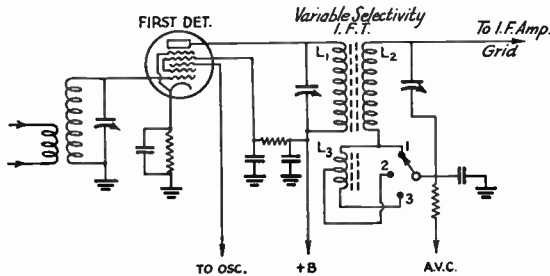 FIRST DET.
Variable Selectivity
I. F. T.
To I.F. Amp.
Grid
L1
L2
L3
1
2
3
TO OSC.
+B
A.V.C.